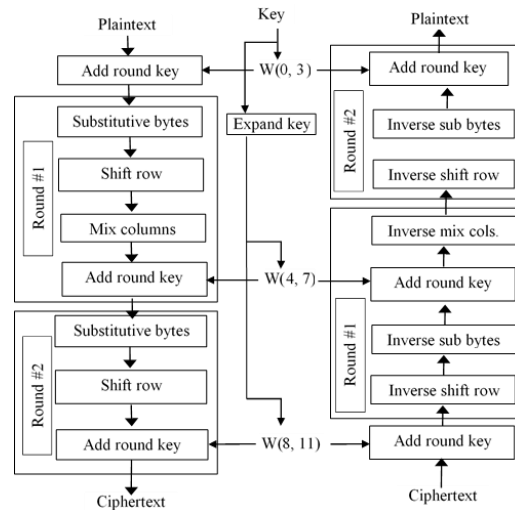 Plaintext
Add round key
Round #1
Substitutive bytes
Shift row
Mix columns
Add round key
Round #2
Substitutive bytes
Shift row
Add round key
Ciphertext
Key
W(0, 3)
Expand key
W(4, 7)
W(8, 11)
Plaintext
Round #2
Add round key
Inverse sub bytes
Inverse shift row
Round #1
Inverse mix cols.
Add round key
Inverse sub bytes
Inverse shift row
Add round key
Ciphertext